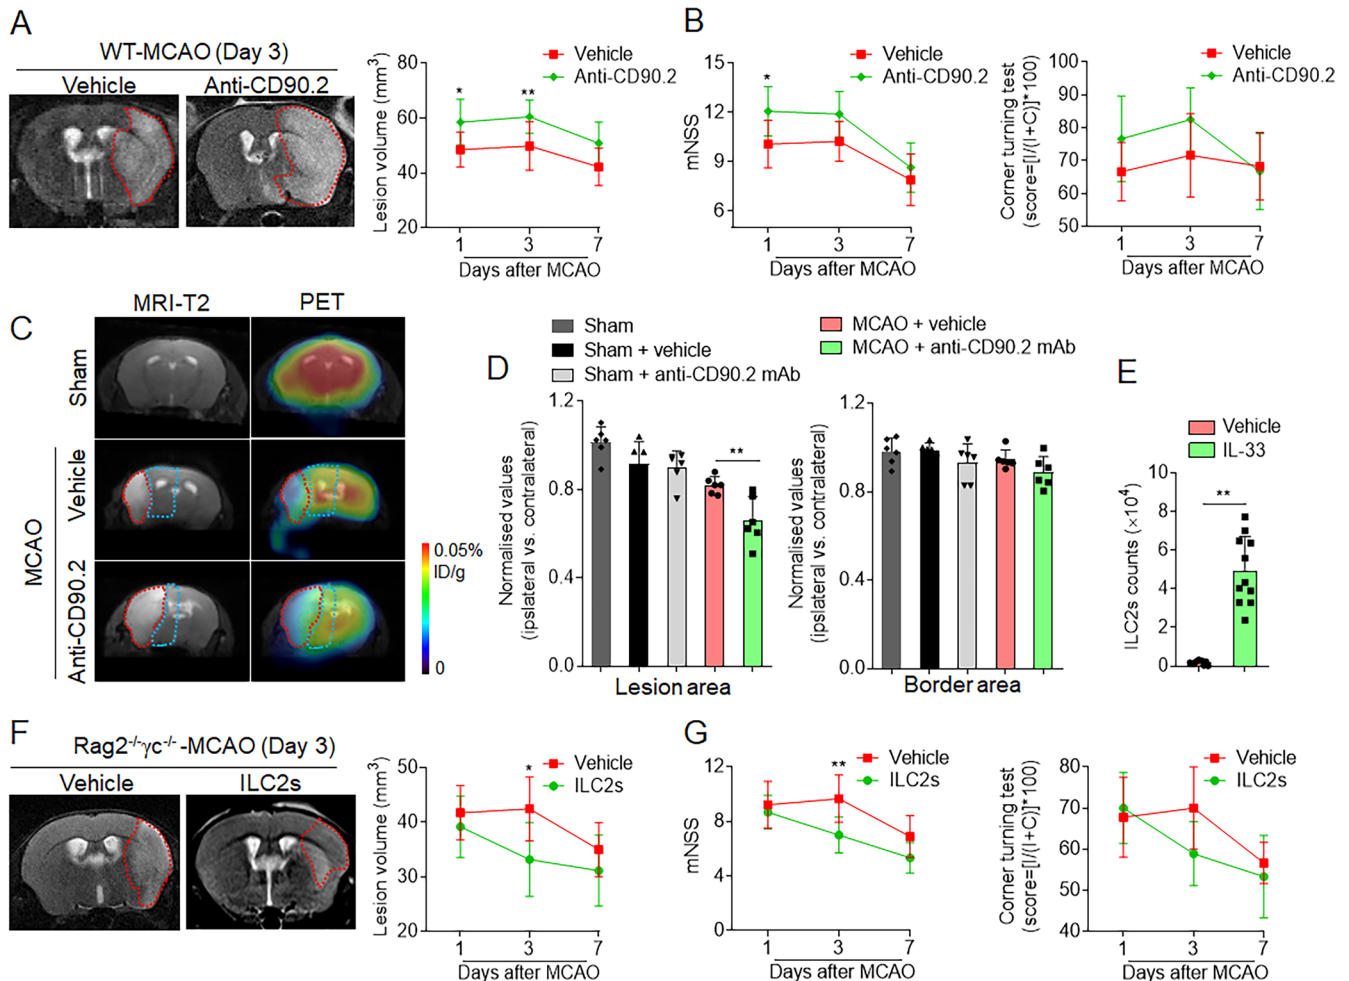 A
WT-MCAO (Day 3)
Vehicle
Anti-CD90.2
Lesion volume (mm³)
80
60
40
20
Vehicle
Anti-CD90.2
*
**
1
3
7
Days after MCAO
B
mNSS
15
12
9
6
Vehicle
Anti-CD90.2
*
1
3
7
Days after MCAO
Corner turning test
(score=[I/(I+C)]*100)
100
90
80
70
60
50
Vehicle
Anti-CD90.2
1
3
7
Days after MCAO
C
MRI-T2
PET
Sham
MCAO
Vehicle
Anti-CD90.2
0.05%
ID/g
0
Sham
Sham + vehicle
Sham + anti-CD90.2 mAb
MCAO + vehicle
MCAO + anti-CD90.2 mAb
D
Normalised values
(ipslateral vs. contralateral)
1.2
0.8
0.4
0.0
**
Lesion area
Normalised values
(ipslateral vs. contralateral)
1.2
0.8
0.4
0.0
Border area
E
Vehicle
IL-33
ILC2s counts (×10⁴)
10
8
6
4
2
0
**
F
Rag2⁻/⁻γc⁻/⁻ -MCAO (Day 3)
Vehicle
ILC2s
Lesion volume (mm³)
50
40
30
20
Vehicle
ILC2s
*
1
3
7
Days after MCAO
G
mNSS
12
8
4
0
Vehicle
ILC2s
**
1
3
7
Days after MCAO
Corner turning test
(score=[I/(I+C)]*100)
80
70
60
50
40
Vehicle
ILC2s
1
3
7
Days after MCAO